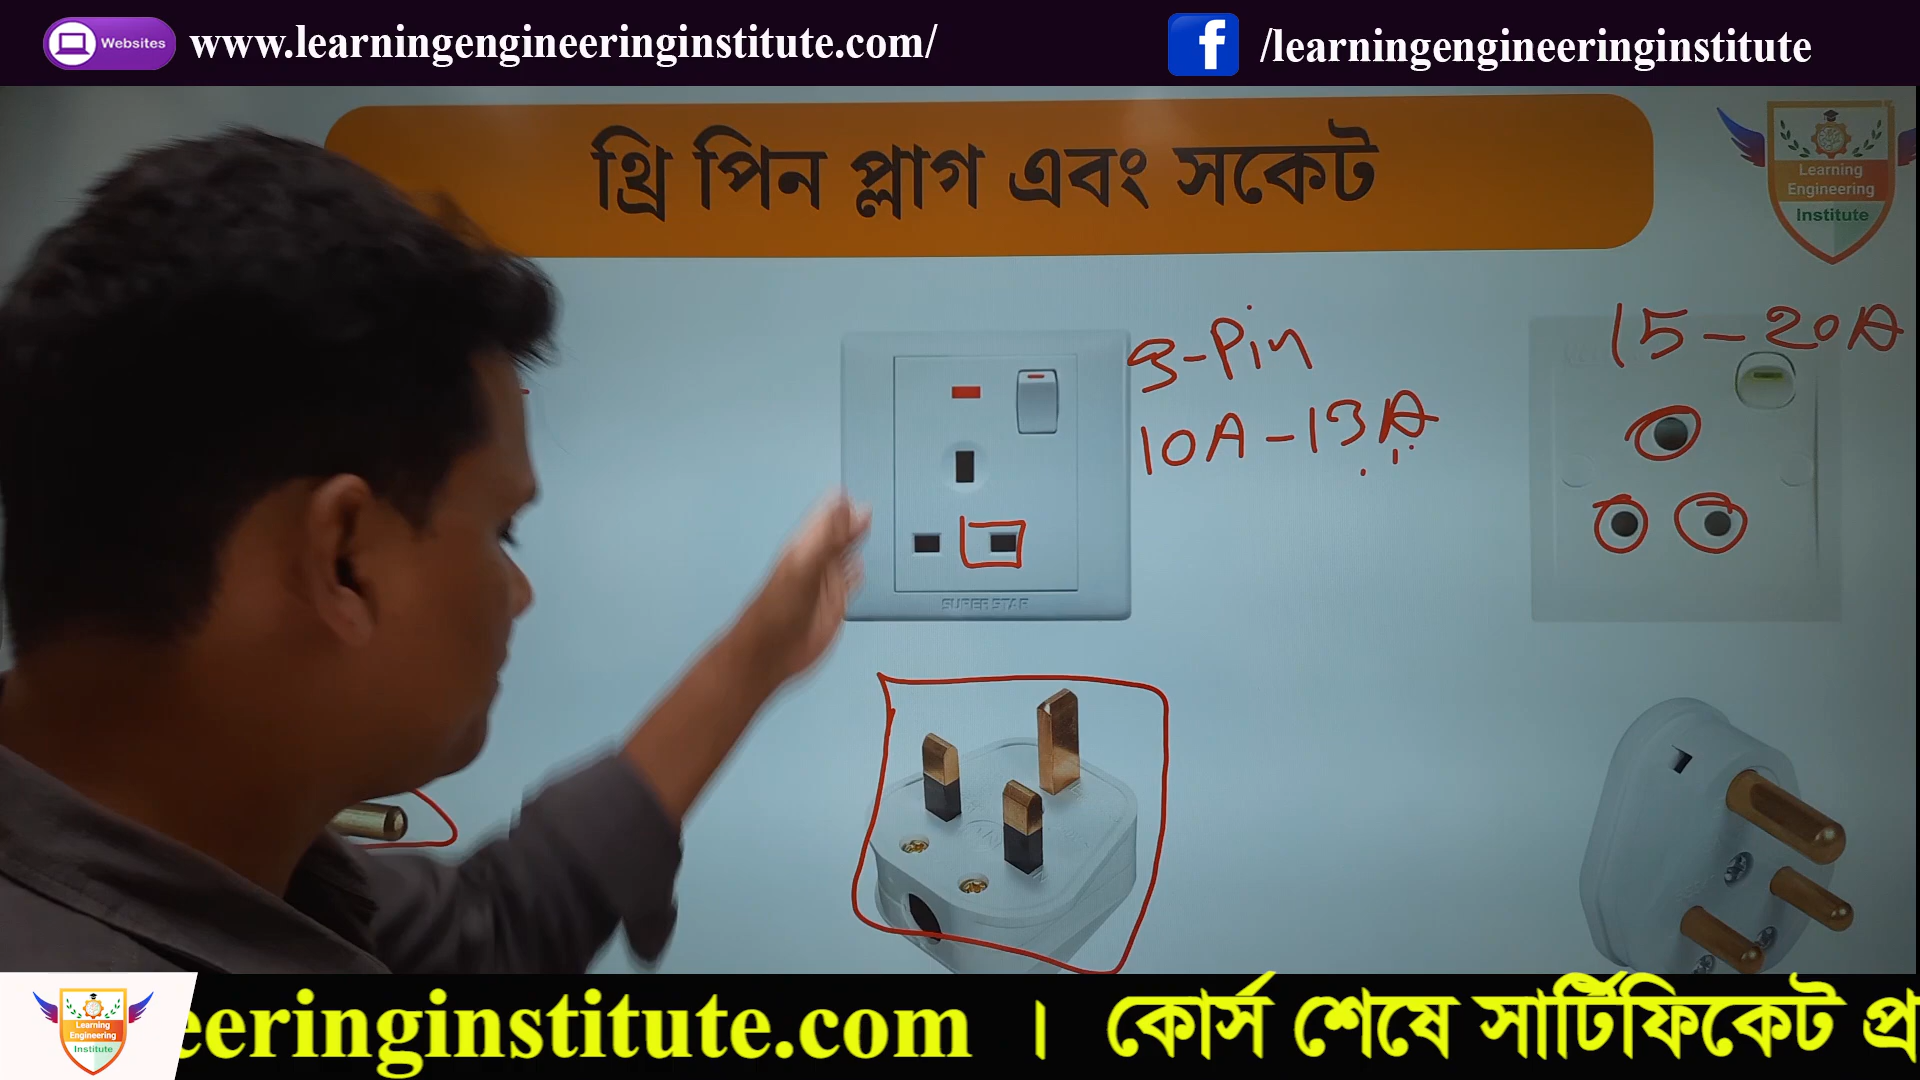 Websites
www.learningengineeringinstitute.com/
/learningengineeringinstitute
থ্রি পিন প্লাগ এবং সকেট
Learning
Engineering
Institute
3-Pin
10A-13A
15-20A
SUPER STAR
Learning
Engineering
Institute
eeringinstitute.com । কোর্স শেষে সার্টিফিকেট প্র